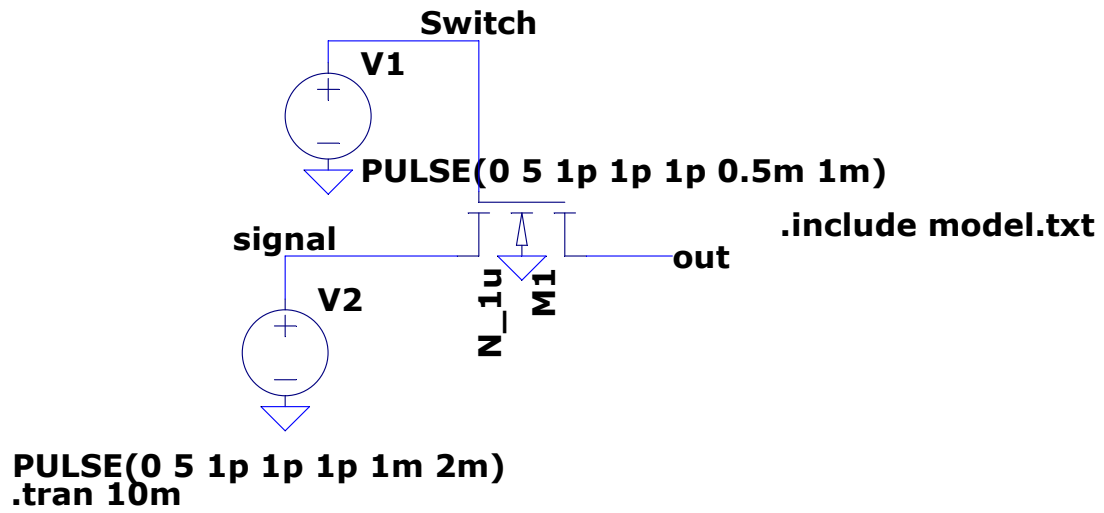 Switch
V1
PULSE(0 5 1p 1p 1p 0.5m 1m)
.include model.txt
signal
out
N_1u
M1
V2
PULSE(0 5 1p 1p 1p 1m 2m)
.tran 10m